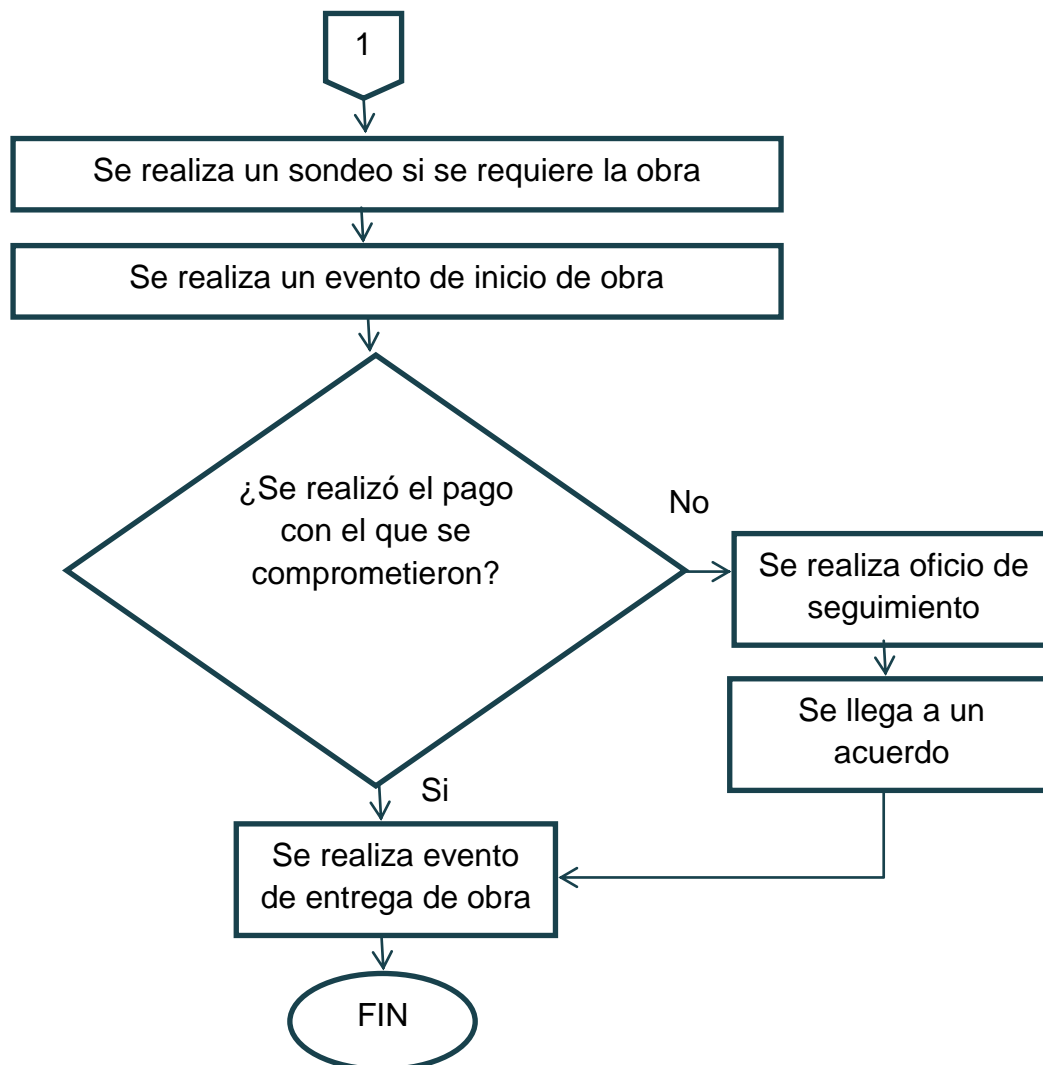 1
Se realiza un sondeo si se requiere la obra
Se realiza un evento de inicio de obra
¿Se realizó el pago
con el que se
comprometieron?
No
Se realiza oficio de
seguimiento
Se llega a un
acuerdo
Si
Se realiza evento
de entrega de obra
FIN